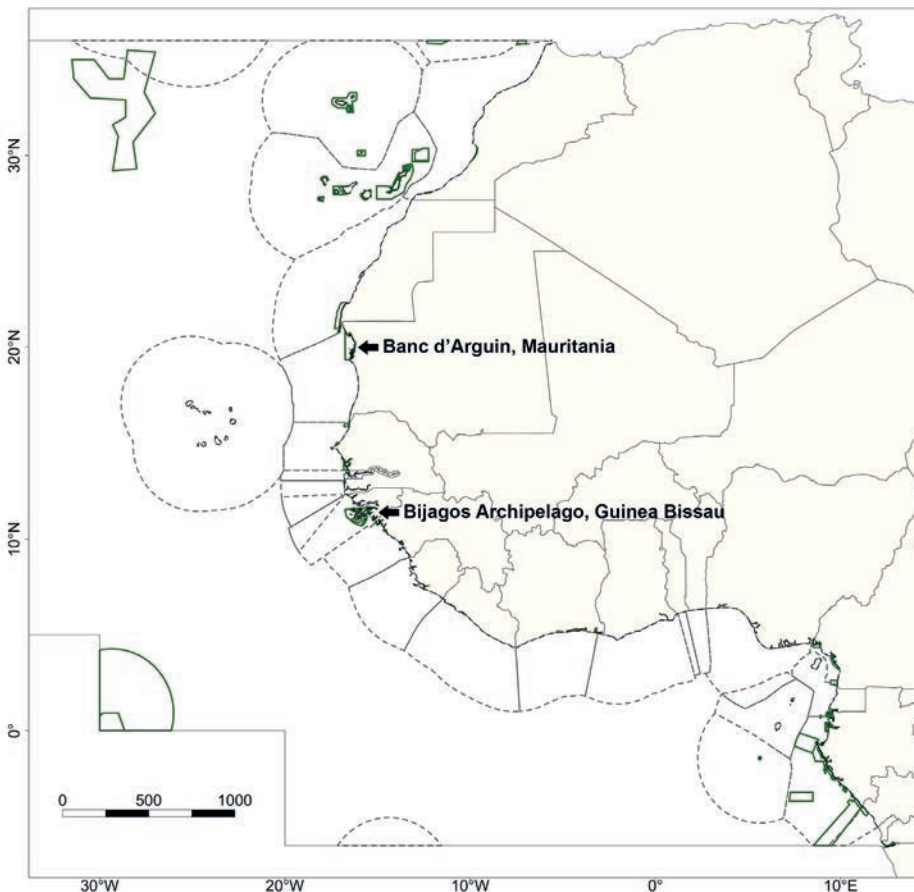 30°N
20°N
Banc d'Arguin, Mauritania
Bijagos Archipelago, Guinea Bissau
10°N
0°
0 500 1000
30°W 20°W 10°W 0° 10°E